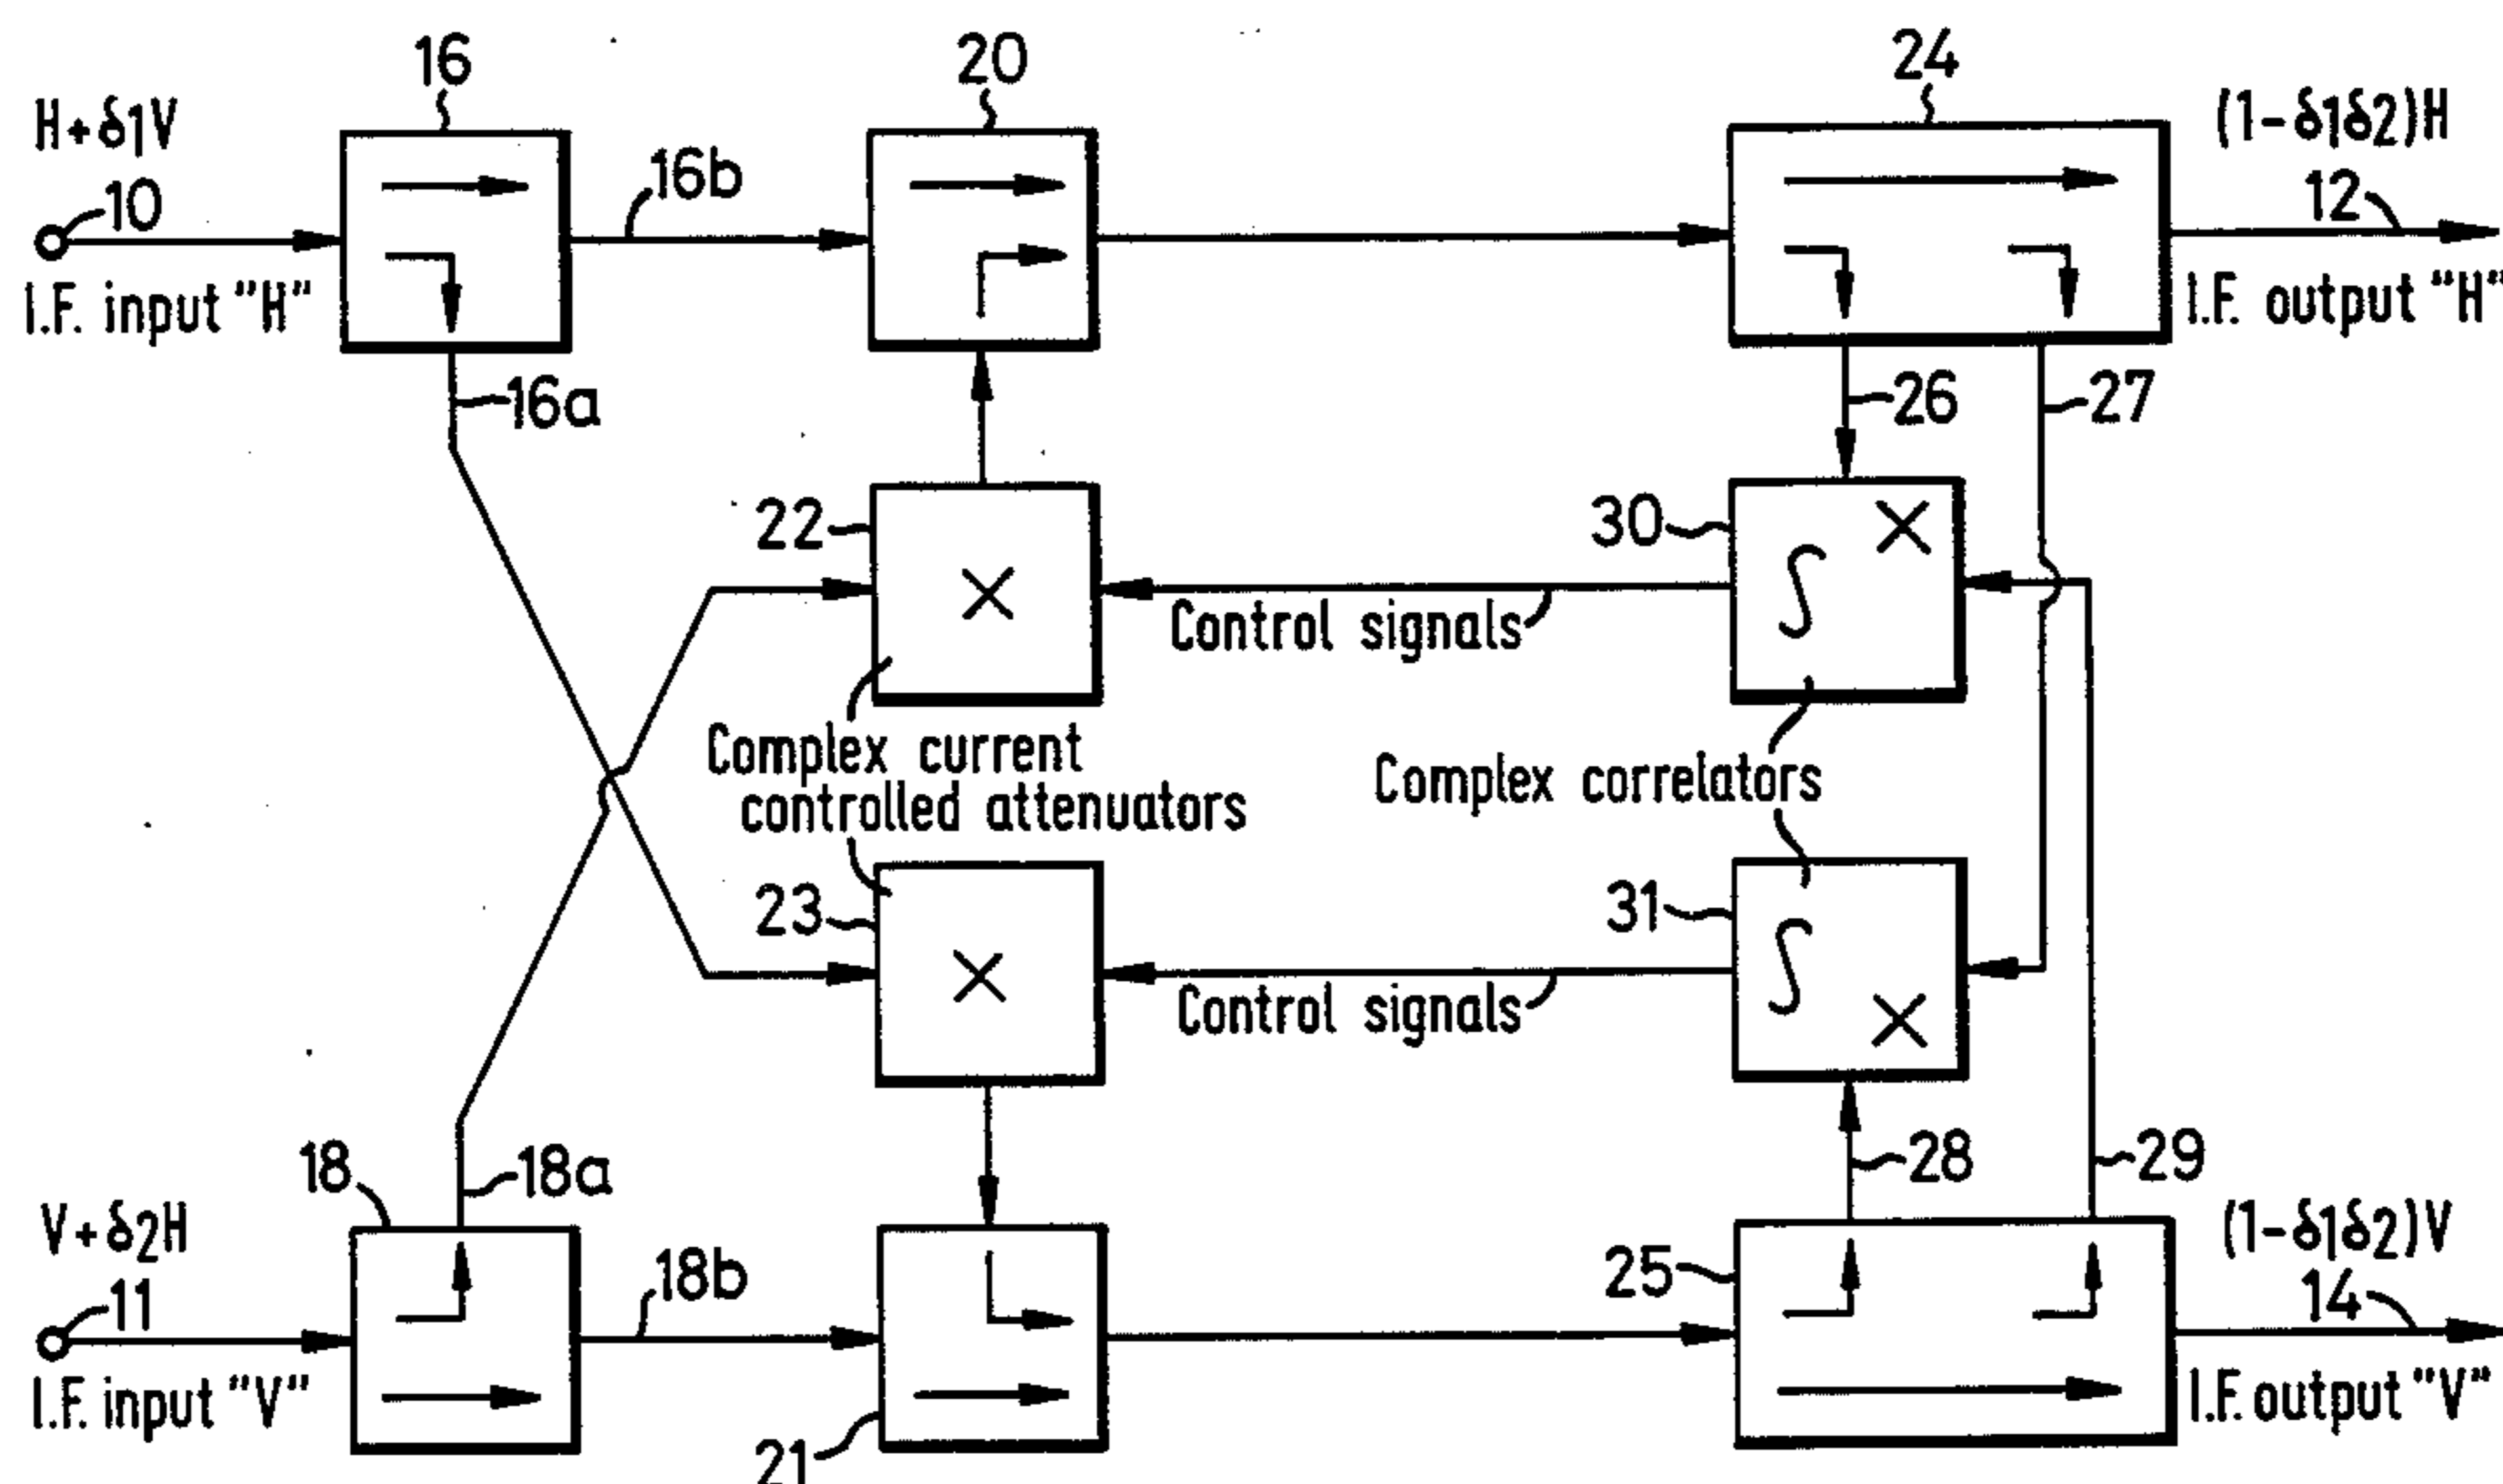 16
20
24
H+δ1V
(1-δ1δ2)H
10
16b
12
I.F. input "H"
I.F. output "H"
16a
26
27
22
30
Control signals
Complex current
controlled attenuators
Complex correlators
23
31
Control signals
18
18a
28
29
V+δ2H
(1-δ1δ2)V
11
18b
25
14
I.F. input "V"
I.F. output "V"
21